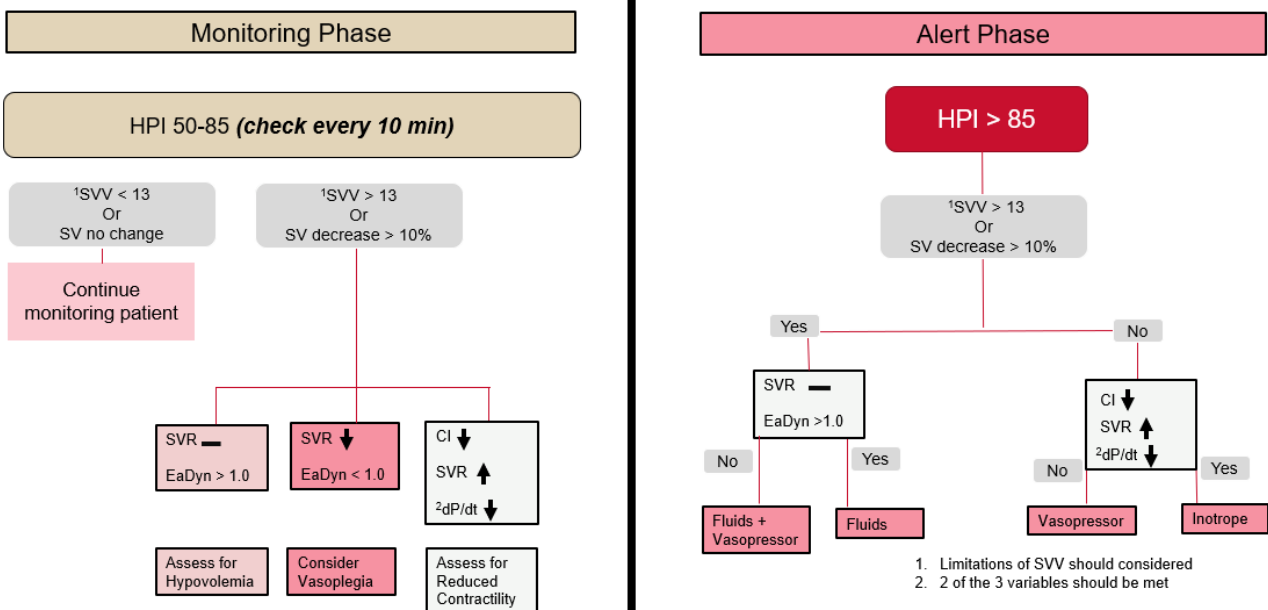 Monitoring Phase
HPI 50-85 (check every 10 min)
¹SVV < 13
Or
SV no change
¹SVV > 13
Or
SV decrease > 10%
Continue
monitoring patient
SVR
EaDyn > 1.0
SVR
EaDyn < 1.0
CI
SVR
²dP/dt
Assess for
Hypovolemia
Consider
Vasoplegia
Assess for
Reduced
Contractility
Alert Phase
HPI > 85
¹SVV > 13
Or
SV decrease > 10%
Yes
No
SVR
EaDyn >1.0
CI
SVR
²dP/dt
No
Yes
No
Yes
Fluids +
Vasopressor
Fluids
Vasopressor
Inotrope
1. Limitations of SVV should considered
2. 2 of the 3 variables should be met